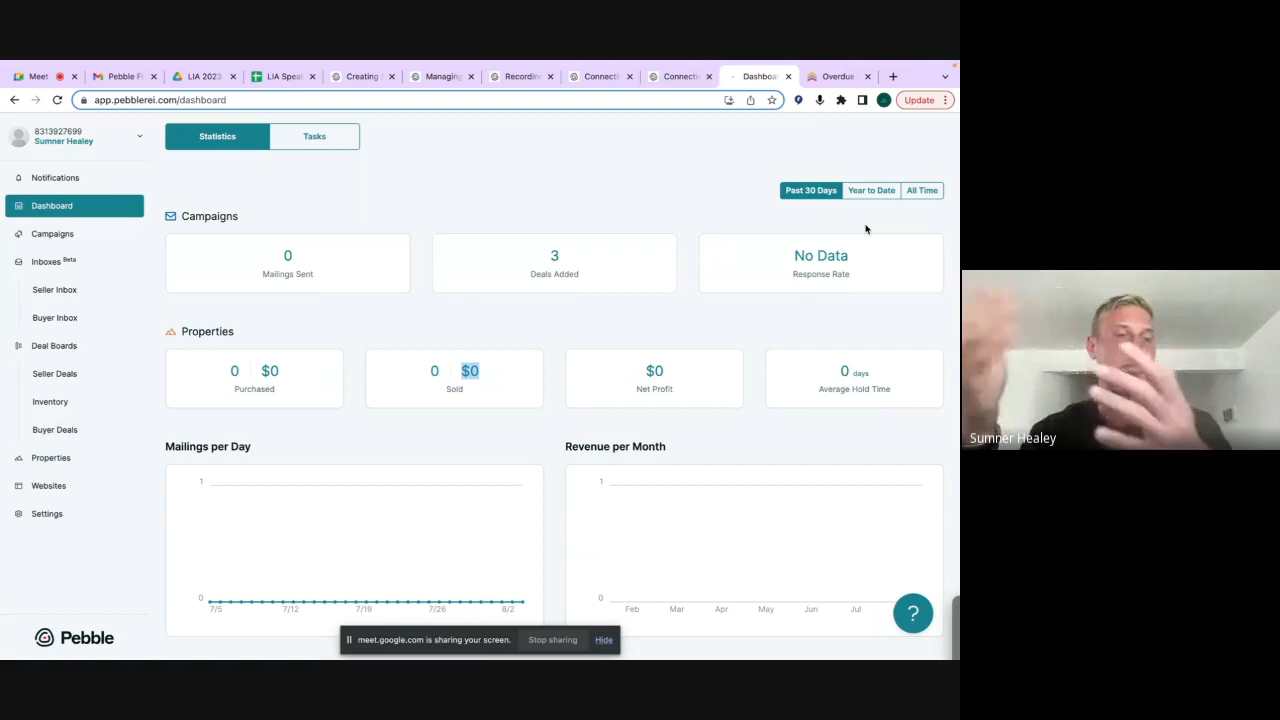 Meet
Pebble Fr
LIA 2023
LIA Spea
Creating
Managing
Recording
Connecti
Connecti
Dashboa
Overdue
app.pebblerei.com/dashboard
Update
8313927699
Sumner Healey
Statistics
Tasks
Notifications
Past 30 Days
Year to Date
All Time
Dashboard
Campaigns
Campaigns
Inboxes Beta
0
3
No Data
Mailings Sent
Deals Added
Response Rate
Seller Inbox
Buyer Inbox
Properties
Deal Boards
0 $0
0 $0
$0
0 days
Seller Deals
Purchased
Sold
Net Profit
Average Hold Time
Inventory
Buyer Deals
Sumner Healey
Mailings per Day
Revenue per Month
Properties
Websites
1
1
Settings
0
0
7/5 7/12 7/19 7/26 8/2
Feb Mar Apr May Jun Jul
?
Pebble
meet.google.com is sharing your screen.
Stop sharing
Hide